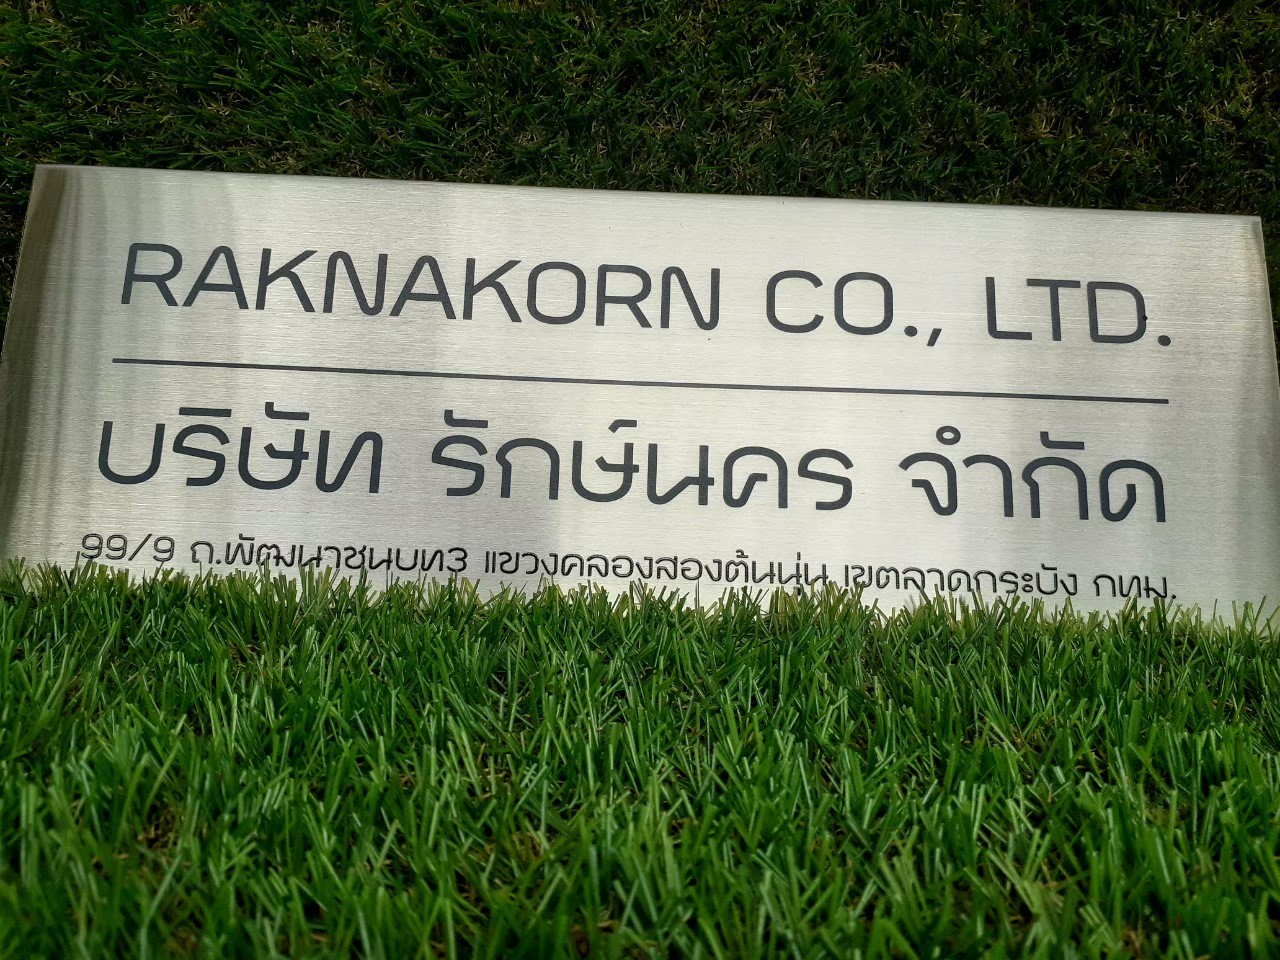 RAKNAKORN CO., LTD.
บริษัท รักษ์นคร จำกัด
99/9 ถ.พัฒนาชนบท3 แขวงคลองสองต้นนุ่น เขตลาดกระบัง กทม.